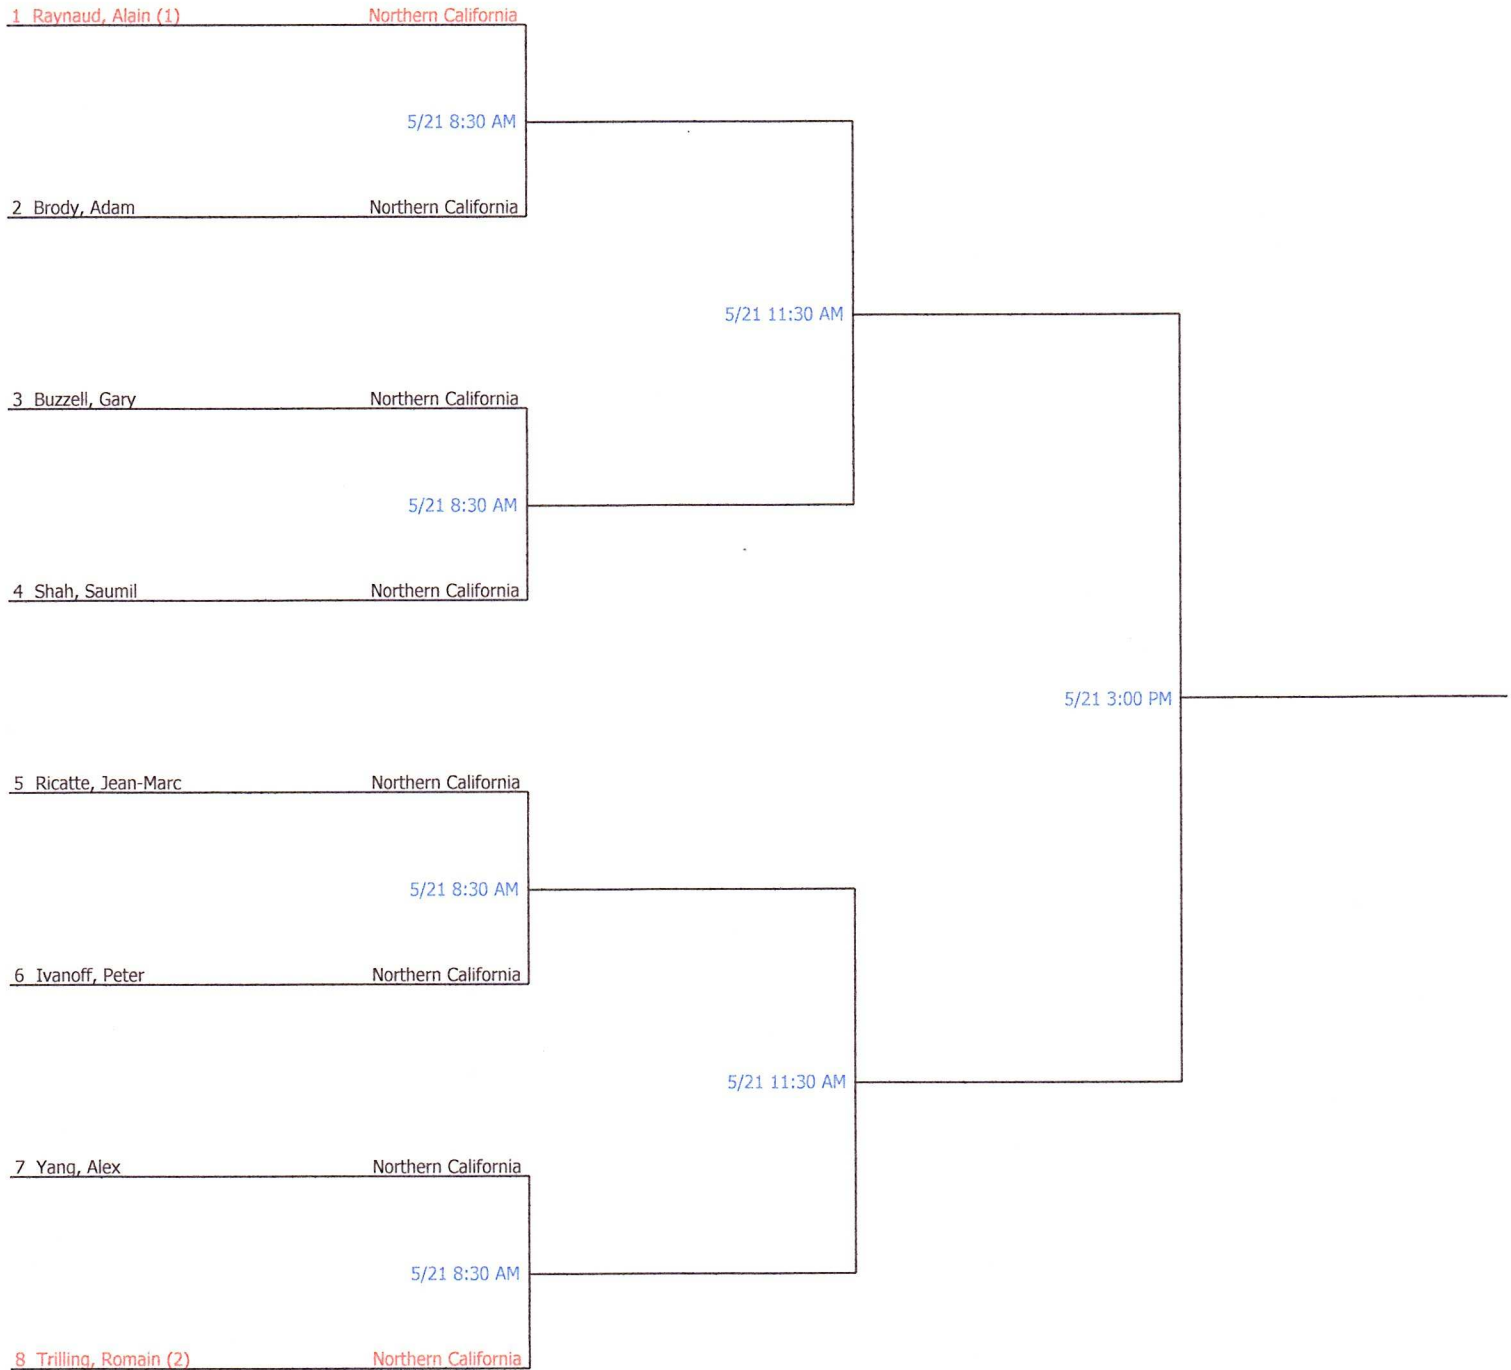 1 Raynaud, Alain (1) Northern California
5/21 8:30 AM
2 Brody, Adam Northern California
5/21 11:30 AM
3 Buzzell, Gary Northern California
5/21 8:30 AM
4 Shah, Saumil Northern California
5/21 3:00 PM
5 Ricatte, Jean-Marc Northern California
5/21 8:30 AM
6 Ivanoff, Peter Northern California
5/21 11:30 AM
7 Yang, Alex Northern California
5/21 8:30 AM
8 Trilling, Romain (2) Northern California